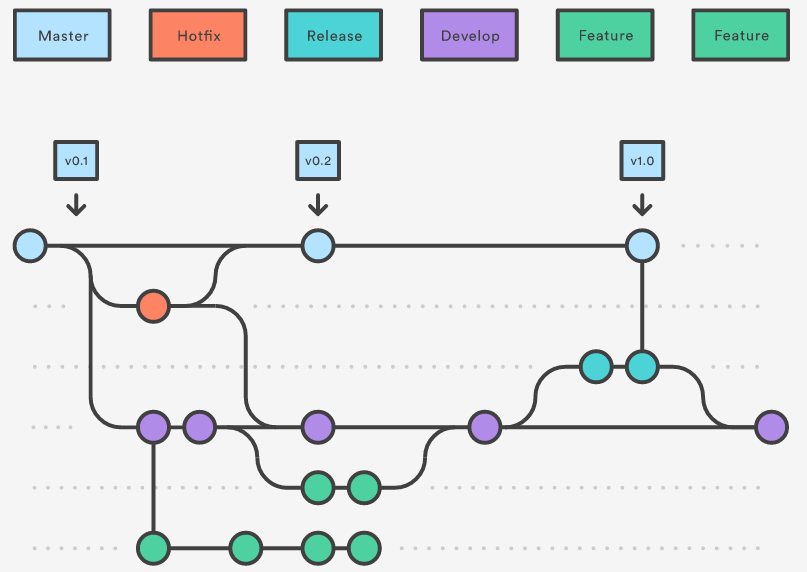 Master
Hotfix
Release
Develop
Feature
Feature
v0.1
v0.2
v1.0